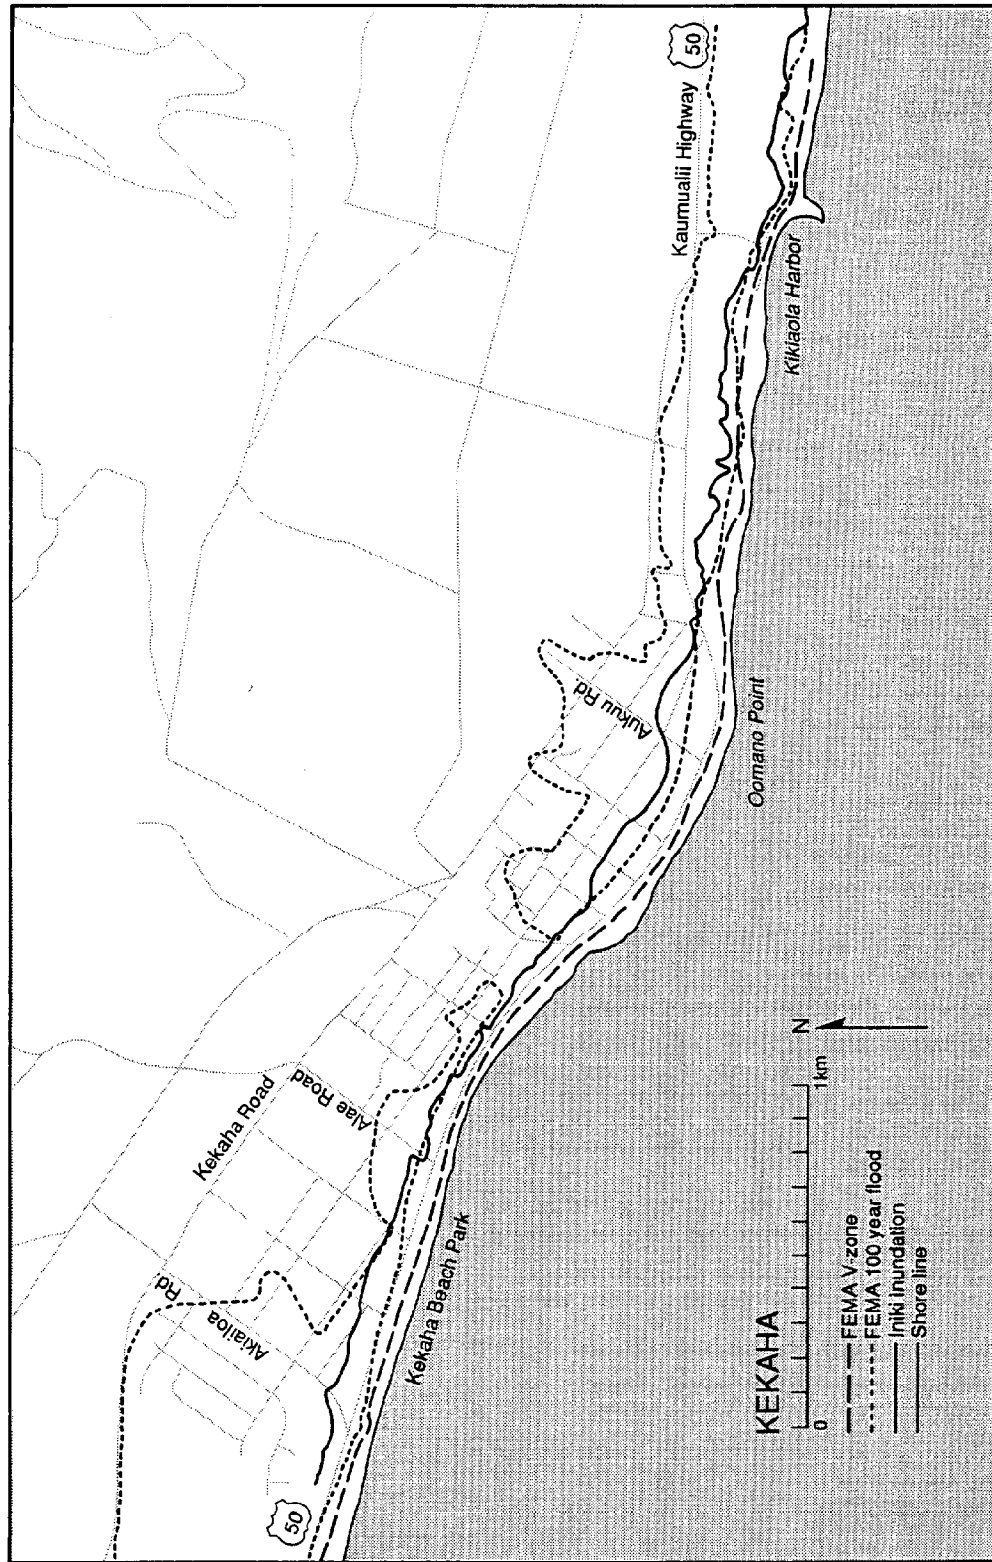 Akiailoa Rd
Kekaha Road
50
Alae Road
Kekaha Beach Park
Aukuu Rd.
Kaumualii Highway
50
Oomano Point
Kikiaola Harbor
KEKAHA
N
0 1km
FEMA V-zone
FEMA 100 year flood
Iniki Inundation
Shore line